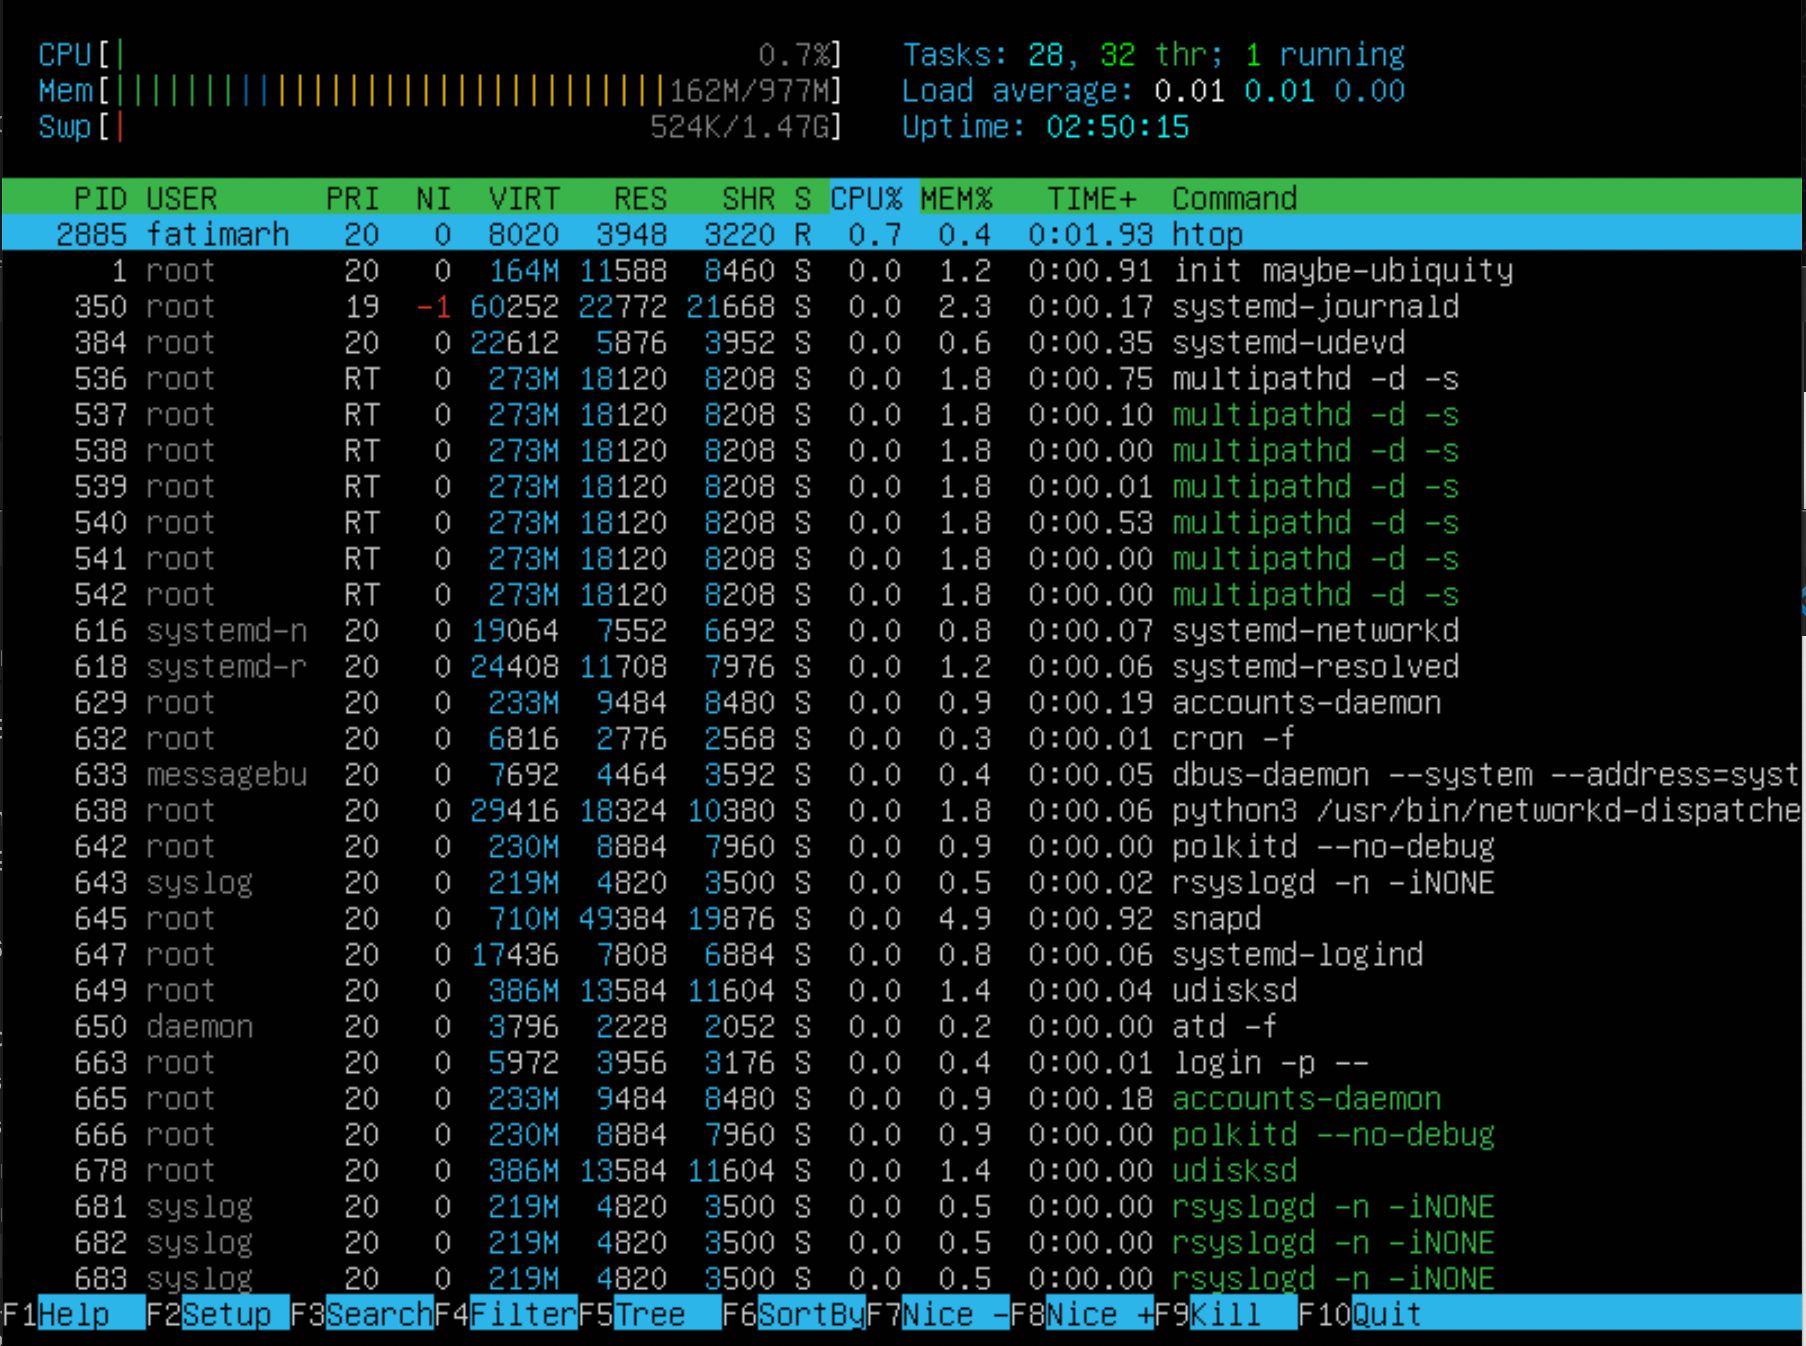 CPU[| 0.7%] Tasks: 28, 32 thr; 1 running
Mem[||||||||||||||||||||||||||||||||162M/977M] Load average: 0.01 0.01 0.00
Swp[| 524K/1.47G] Uptime: 02:50:15
PID USER PRI NI VIRT RES SHR S CPU% MEM% TIME+ Command
2885 fatimarh 20 0 8020 3948 3220 R 0.7 0.4 0:01.93 htop
1 root 20 0 164M 11588 8460 S 0.0 1.2 0:00.91 init maybe-ubiquity
350 root 19 -1 60252 22772 21668 S 0.0 2.3 0:00.17 systemd-journald
384 root 20 0 22612 5876 3952 S 0.0 0.6 0:00.35 systemd-udevd
536 root RT 0 273M 18120 8208 S 0.0 1.8 0:00.75 multipathd -d -s
537 root RT 0 273M 18120 8208 S 0.0 1.8 0:00.10 multipathd -d -s
538 root RT 0 273M 18120 8208 S 0.0 1.8 0:00.00 multipathd -d -s
539 root RT 0 273M 18120 8208 S 0.0 1.8 0:00.01 multipathd -d -s
540 root RT 0 273M 18120 8208 S 0.0 1.8 0:00.53 multipathd -d -s
541 root RT 0 273M 18120 8208 S 0.0 1.8 0:00.00 multipathd -d -s
542 root RT 0 273M 18120 8208 S 0.0 1.8 0:00.00 multipathd -d -s
616 systemd-n 20 0 19064 7552 6692 S 0.0 0.8 0:00.07 systemd-networkd
618 systemd-r 20 0 24408 11708 7976 S 0.0 1.2 0:00.06 systemd-resolved
629 root 20 0 233M 9484 8480 S 0.0 0.9 0:00.19 accounts-daemon
632 root 20 0 6816 2776 2568 S 0.0 0.3 0:00.01 cron -f
633 messagebu 20 0 7692 4464 3592 S 0.0 0.4 0:00.05 dbus-daemon --system --address=syst
638 root 20 0 29416 18324 10380 S 0.0 1.8 0:00.06 python3 /usr/bin/networkd-dispatche
642 root 20 0 230M 8884 7960 S 0.0 0.9 0:00.00 polkitd --no-debug
643 syslog 20 0 219M 4820 3500 S 0.0 0.5 0:00.02 rsyslogd -n -iNONE
645 root 20 0 710M 49384 19876 S 0.0 4.9 0:00.92 snapd
647 root 20 0 17436 7808 6884 S 0.0 0.8 0:00.06 systemd-logind
649 root 20 0 386M 13584 11604 S 0.0 1.4 0:00.04 udisksd
650 daemon 20 0 3796 2228 2052 S 0.0 0.2 0:00.00 atd -f
663 root 20 0 5972 3956 3176 S 0.0 0.4 0:00.01 login -p --
665 root 20 0 233M 9484 8480 S 0.0 0.9 0:00.18 accounts-daemon
666 root 20 0 230M 8884 7960 S 0.0 0.9 0:00.00 polkitd --no-debug
678 root 20 0 386M 13584 11604 S 0.0 1.4 0:00.00 udisksd
681 syslog 20 0 219M 4820 3500 S 0.0 0.5 0:00.00 rsyslogd -n -iNONE
682 syslog 20 0 219M 4820 3500 S 0.0 0.5 0:00.00 rsyslogd -n -iNONE
683 syslog 20 0 219M 4820 3500 S 0.0 0.5 0:00.00 rsyslogd -n -iNONE
F1Help F2Setup F3SearchF4FilterF5Tree F6SortByF7Nice -F8Nice +F9Kill F10Quit